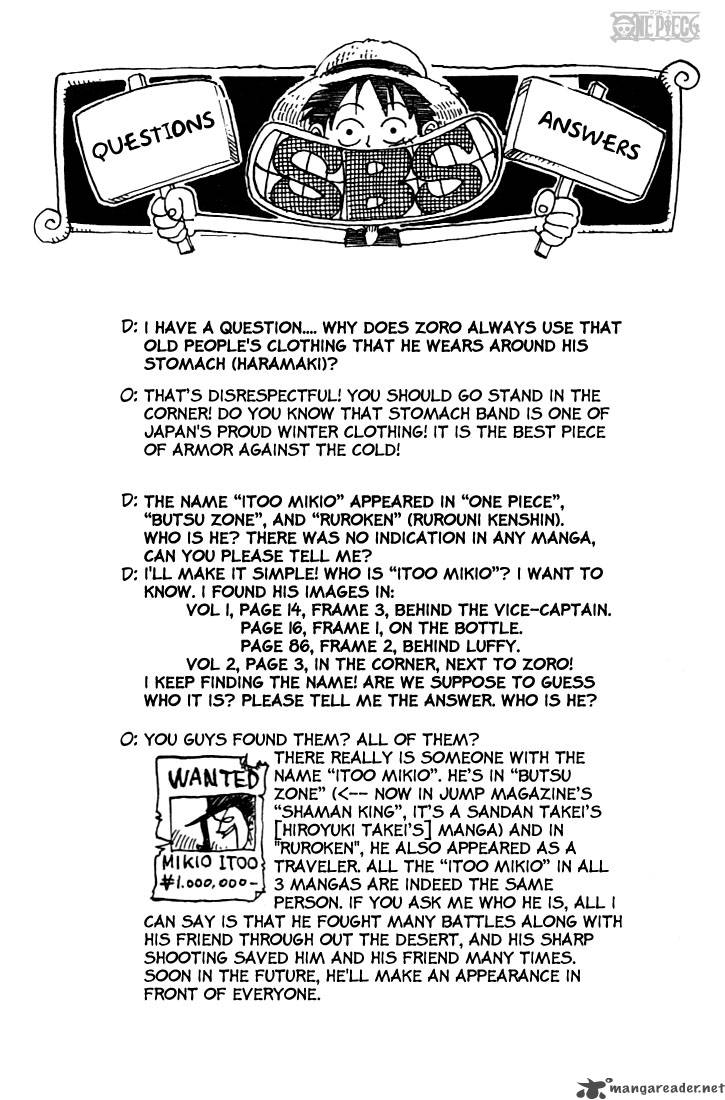 ワンピース
ONE PIECE
QUESTIONS
SBS
ANSWERS
D: I HAVE A QUESTION.... WHY DOES ZORO ALWAYS USE THAT
OLD PEOPLE'S CLOTHING THAT HE WEARS AROUND HIS
STOMACH (HARAMAKI)?
O: THAT'S DISRESPECTFUL! YOU SHOULD GO STAND IN THE
CORNER! DO YOU KNOW THAT STOMACH BAND IS ONE OF
JAPAN'S PROUD WINTER CLOTHING! IT IS THE BEST PIECE
OF ARMOR AGAINST THE COLD!
D: THE NAME "ITOO MIKIO" APPEARED IN "ONE PIECE",
"BUTSU ZONE", AND "RUROKEN" (RUROUNI KENSHIN).
WHO IS HE? THERE WAS NO INDICATION IN ANY MANGA,
CAN YOU PLEASE TELL ME?
D: I'LL MAKE IT SIMPLE! WHO IS "ITOO MIKIO"? I WANT TO
KNOW. I FOUND HIS IMAGES IN:
VOL 1, PAGE 14, FRAME 3, BEHIND THE VICE-CAPTAIN.
PAGE 16, FRAME 1, ON THE BOTTLE.
PAGE 86, FRAME 2, BEHIND LUFFY.
VOL 2, PAGE 3, IN THE CORNER, NEXT TO ZORO!
I KEEP FINDING THE NAME! ARE WE SUPPOSE TO GUESS
WHO IT IS? PLEASE TELL ME THE ANSWER. WHO IS HE?
O: YOU GUYS FOUND THEM? ALL OF THEM?
THERE REALLY IS SOMEONE WITH THE
NAME "ITOO MIKIO". HE'S IN "BUTSU
ZONE" (<-- NOW IN JUMP MAGAZINE'S
"SHAMAN KING", IT'S A SANDAN TAKEI'S
[HIROYUKI TAKEI'S] MANGA) AND IN
"RUROKEN", HE ALSO APPEARED AS A
TRAVELER. ALL THE "ITOO MIKIO" IN ALL
3 MANGAS ARE INDEED THE SAME
PERSON. IF YOU ASK ME WHO HE IS, ALL I
CAN SAY IS THAT HE FOUGHT MANY BATTLES ALONG WITH
HIS FRIEND THROUGH OUT THE DESERT, AND HIS SHARP
SHOOTING SAVED HIM AND HIS FRIEND MANY TIMES.
SOON IN THE FUTURE, HE'LL MAKE AN APPEARANCE IN
FRONT OF EVERYONE.
WANTED
MIKIO ITOO
¥1.000,000-
mangareader.net